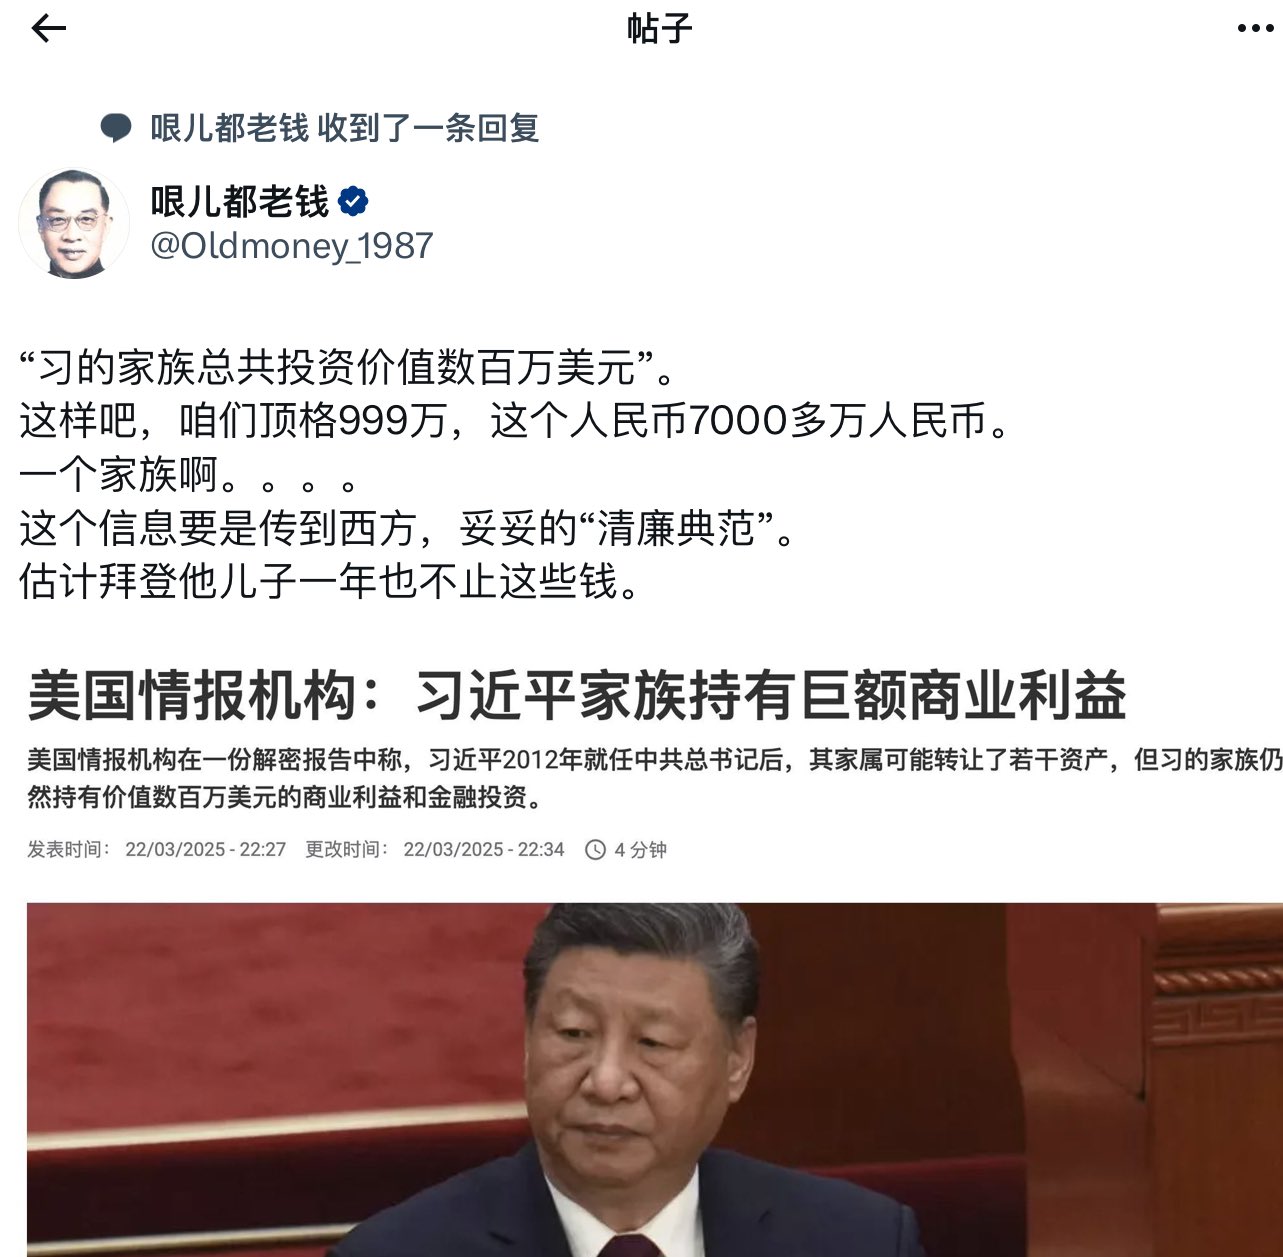 帖子
哏儿都老钱 收到了一条回复
哏儿都老钱
@Oldmoney_1987
“习的家族总共投资价值数百万美元”。
这样吧，咱们顶格999万，这个人民币7000多万人民币。
一个家族啊。。。。
这个信息要是传到西方，妥妥的“清廉典范”。
估计拜登他儿子一年也不止这些钱。
美国情报机构：习近平家族持有巨额商业利益
美国情报机构在一份解密报告中称，习近平2012年就任中共总书记后，其家属可能转让了若干资产，但习的家族仍
然持有价值数百万美元的商业利益和金融投资。
发表时间： 22/03/2025 - 22:27 更改时间： 22/03/2025 - 22:34 4 分钟